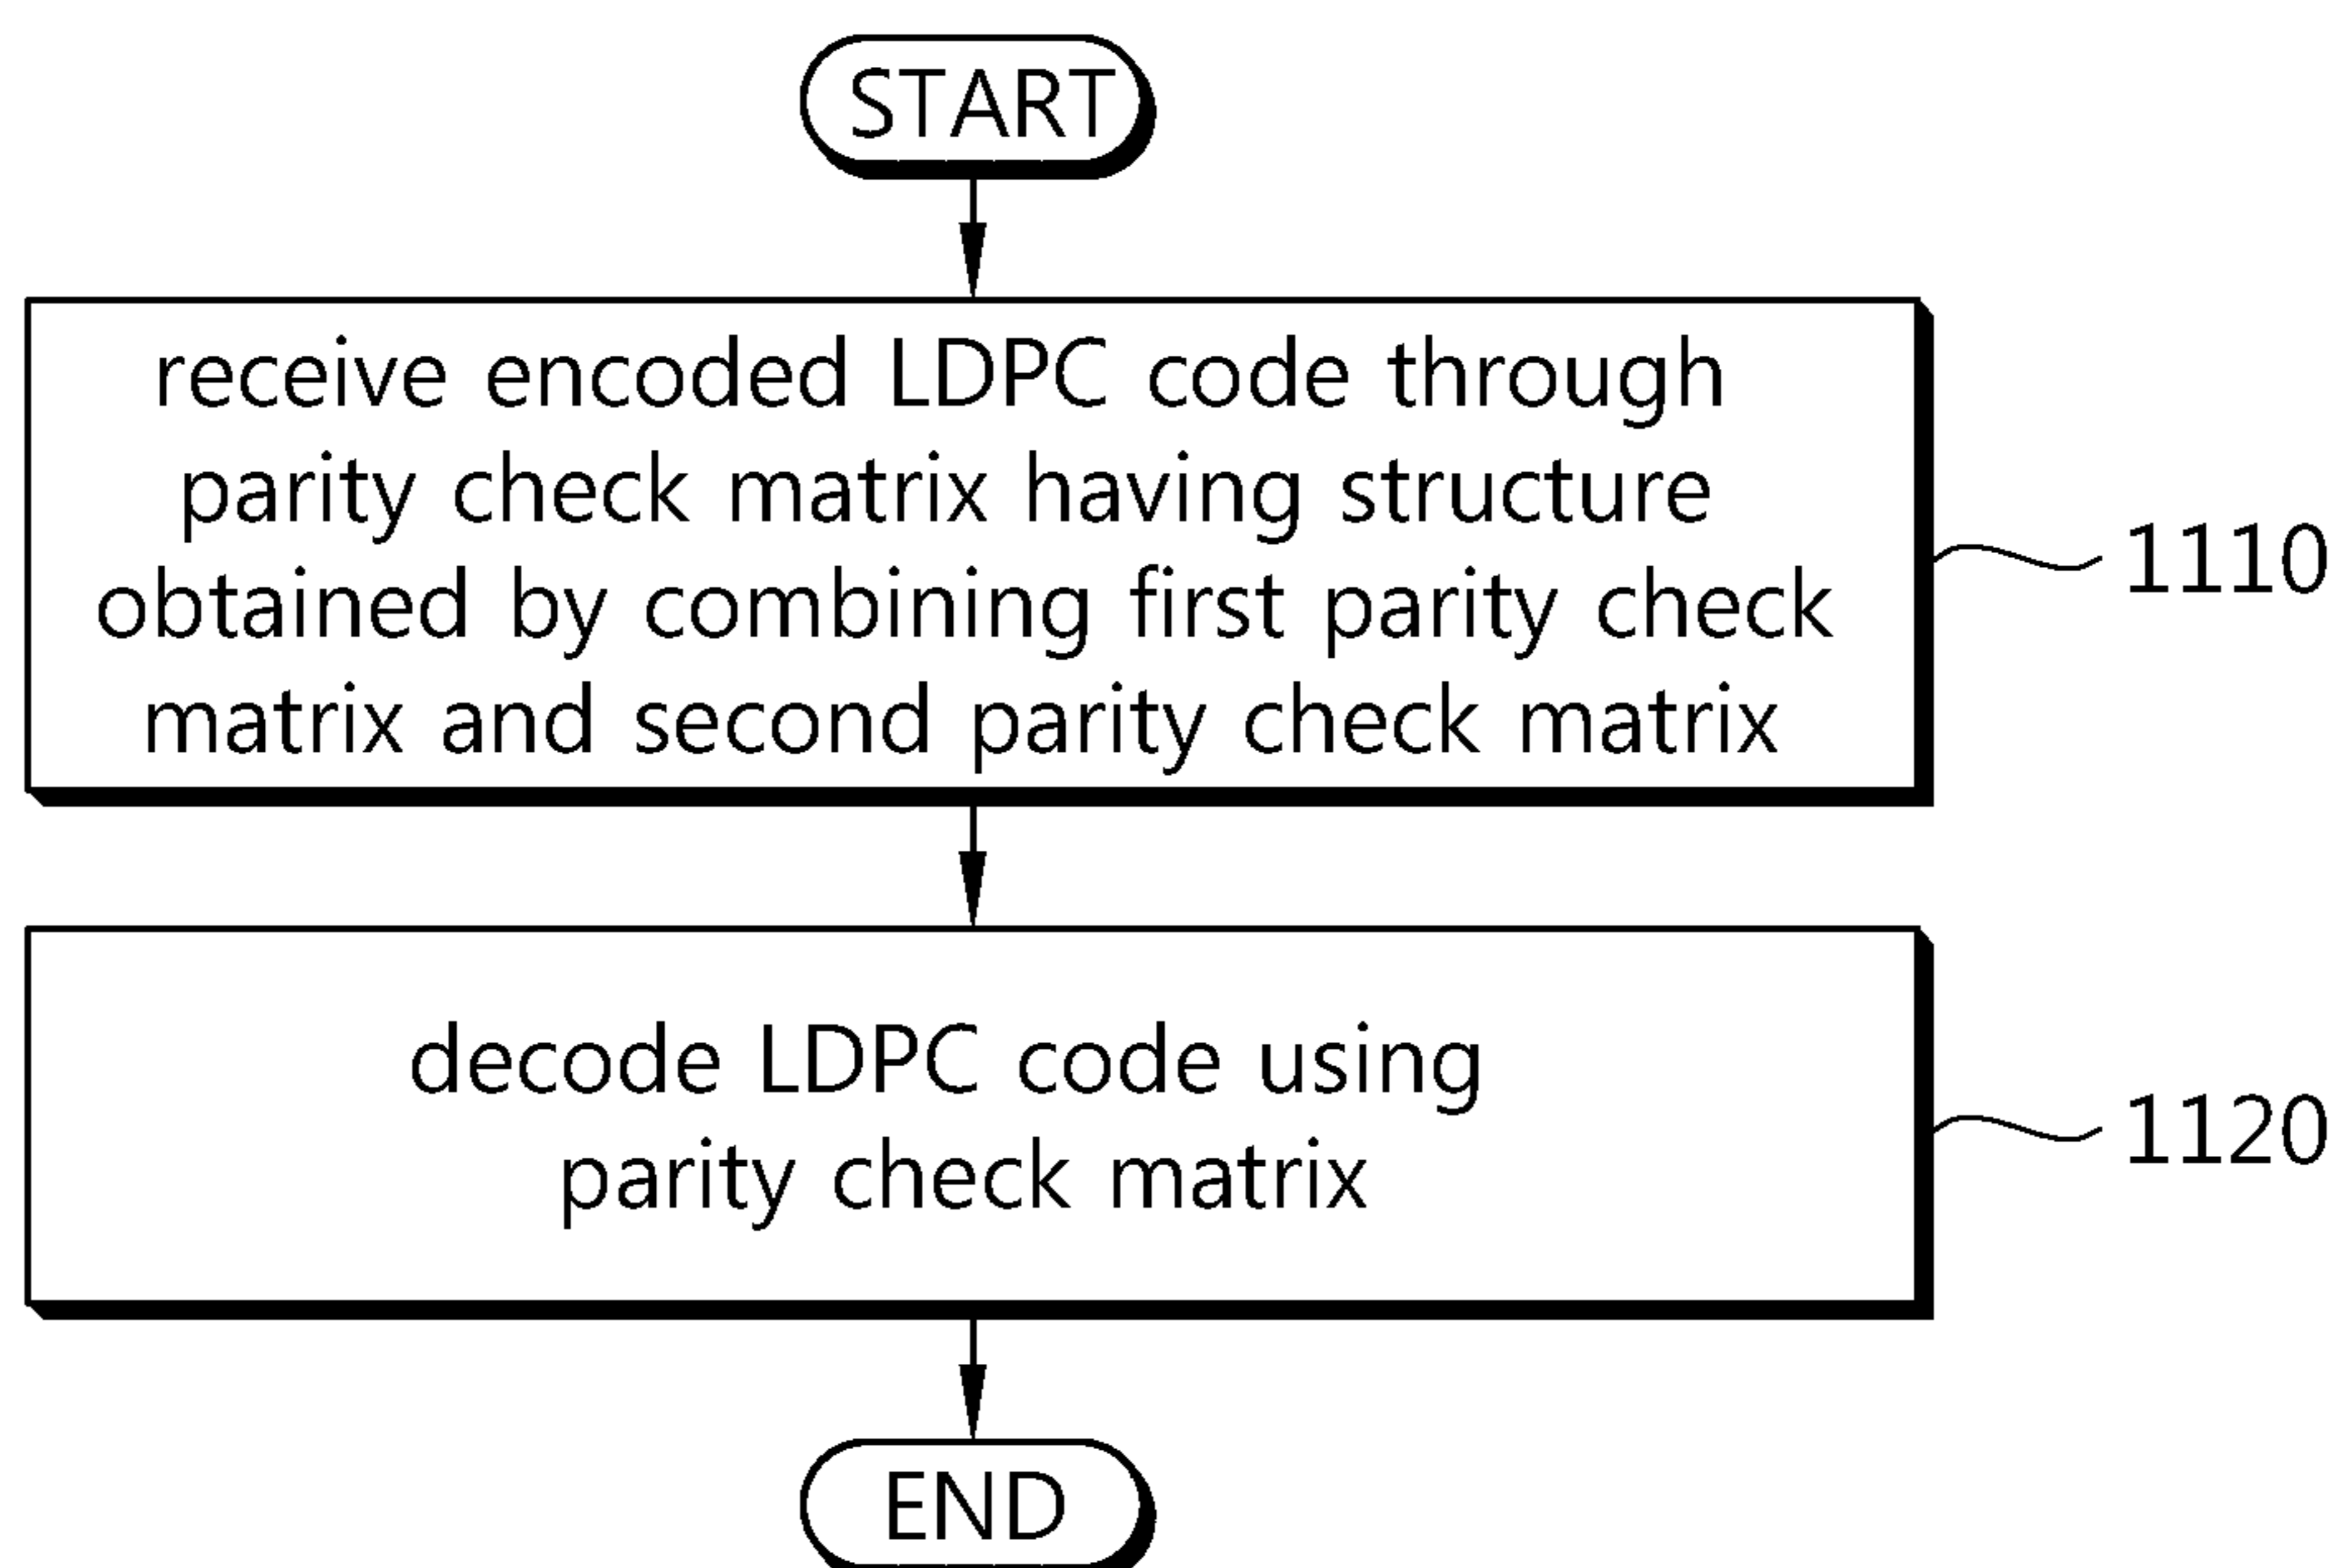 START
receive encoded LDPC code through
parity check matrix having structure
obtained by combining first parity check
matrix and second parity check matrix
1110
decode LDPC code using
parity check matrix
1120
END